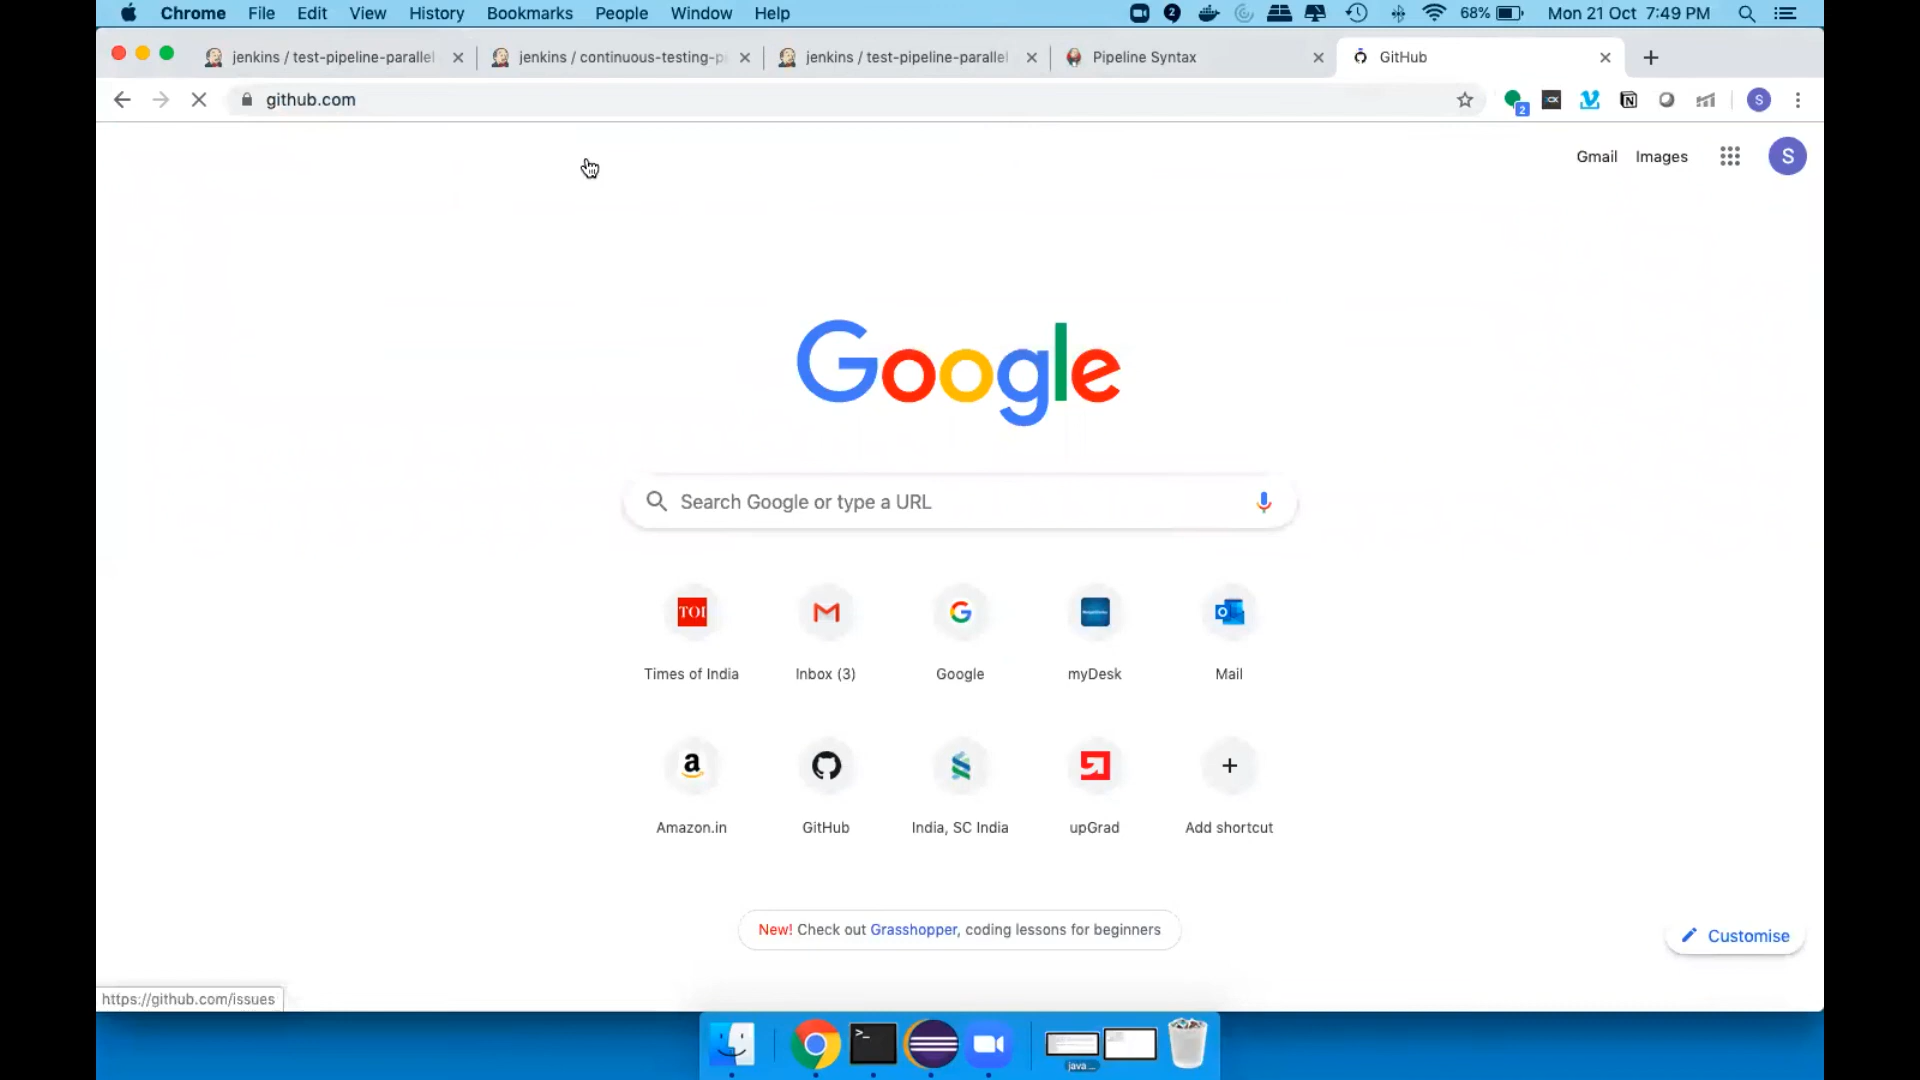 Chrome File Edit View History Bookmarks People Window Help 2 68% Mon 21 Oct 7:49 PM
jenkins / test-pipeline-parallel jenkins / continuous-testing-p jenkins / test-pipeline-parallel Pipeline Syntax GitHub
github.com 2 S
Gmail Images S
Google
Search Google or type a URL
TOI
Times of India Inbox (3) Google myDesk Mail
Amazon.in GitHub India, SC India upGrad Add shortcut
New! Check out Grasshopper, coding lessons for beginners
Customise
https://github.com/issues
java ...